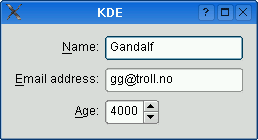 KDE
Name: Gandalf
Email address: gg@troll.no
Age: 4000